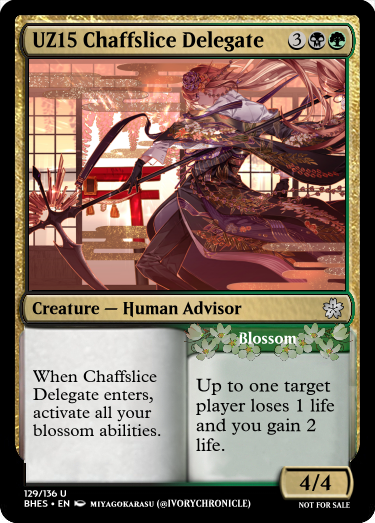 UZ15 Chaffslice Delegate 3
Creature — Human Advisor
Blossom
When Chaffslice
Delegate enters,
activate all your
blossom abilities.
Up to one target
player loses 1 life
and you gain 2
life.
4/4
129/136 U
BHES • EN MIYAGOKARASU (@IVORYCHRONICLE)
NOT FOR SALE